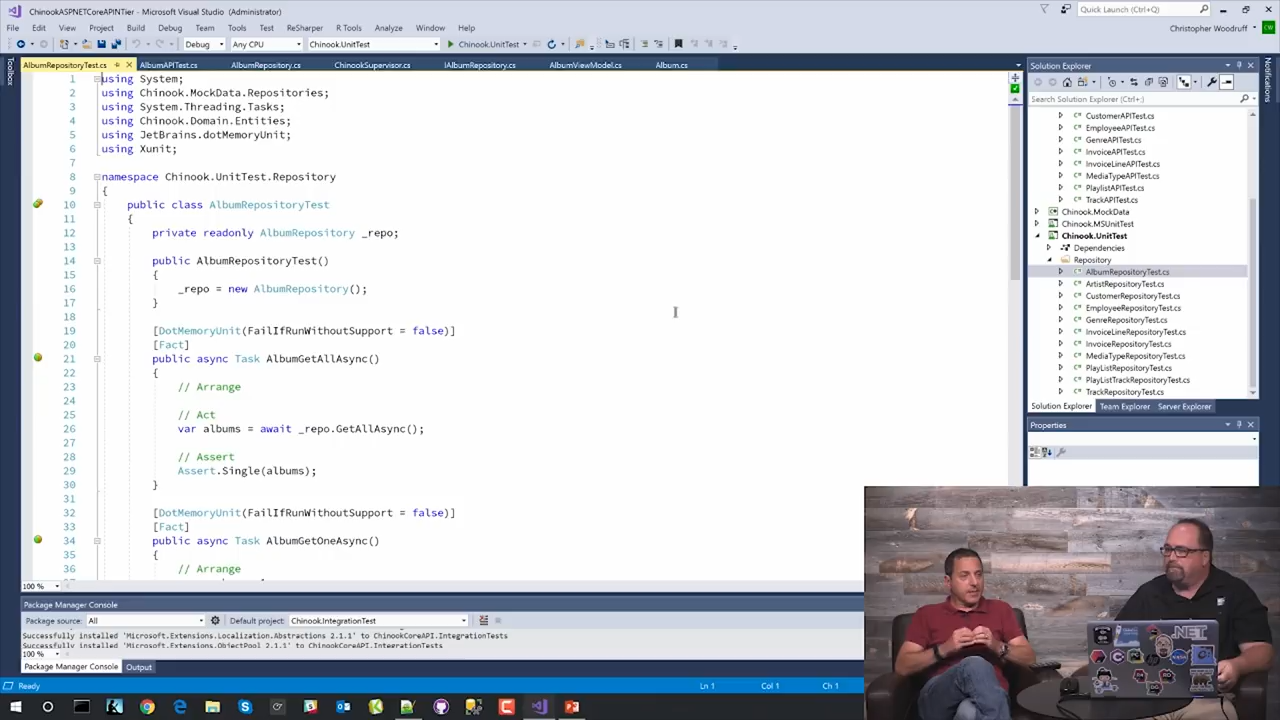 ChinookASPNETCoreAPINTier - Microsoft Visual Studio (Administrator)
Quick Launch (Ctrl+Q)
File Edit View Project Build Debug Team Tools Test ReSharper R Tools Analyze Window Help
Christopher Woodruff
CW
Debug Any CPU Chinook.UnitTest Chinook.UnitTest
AlbumRepositoryTest.cs AlbumAPITest.cs AlbumRepository.cs ChinookSupervisor.cs IAlbumRepository.cs AlbumViewModel.cs Album.cs
Toolbox
1 using System;
2 using Chinook.MockData.Repositories;
3 using System.Threading.Tasks;
4 using Chinook.Domain.Entities;
5 using JetBrains.dotMemoryUnit;
6 using Xunit;
7
8 namespace Chinook.UnitTest.Repository
9 {
10 public class AlbumRepositoryTest
11 {
12 private readonly AlbumRepository _repo;
13
14 public AlbumRepositoryTest()
15 {
16 _repo = new AlbumRepository();
17 }
18
19 [DotMemoryUnit(FailIfRunWithoutSupport = false)]
20 [Fact]
21 public async Task AlbumGetAllAsync()
22 {
23 // Arrange
24
25 // Act
26 var albums = await _repo.GetAllAsync();
27
28 // Assert
29 Assert.Single(albums);
30 }
31
32 [DotMemoryUnit(FailIfRunWithoutSupport = false)]
33 [Fact]
34 public async Task AlbumGetOneAsync()
35 {
36 // Arrange
100 %
Solution Explorer
Notifications
Search Solution Explorer (Ctrl+;)
CustomerAPITest.cs
EmployeeAPITest.cs
GenreAPITest.cs
InvoiceAPITest.cs
InvoiceLineAPITest.cs
MediaTypeAPITest.cs
PlaylistAPITest.cs
TrackAPITest.cs
Chinook.MockData
Chinook.MSUnitTest
Chinook.UnitTest
Dependencies
Repository
AlbumRepositoryTest.cs
ArtistRepositoryTest.cs
CustomerRepositoryTest.cs
EmployeeRepositoryTest.cs
GenreRepositoryTest.cs
InvoiceLineRepositoryTest.cs
InvoiceRepositoryTest.cs
MediaTypeRepositoryTest.cs
PlayListRepositoryTest.cs
PlayListTrackRepositoryTest.cs
TrackRepositoryTest.cs
Solution Explorer Team Explorer Server Explorer
Properties
Package Manager Console
Package source: All Default project: Chinook.IntegrationTest
Successfully installed 'Microsoft.Extensions.Localization.Abstractions 2.1.1' to ChinookCoreAPI.IntegrationTests
Successfully installed 'Microsoft.Extensions.ObjectPool 2.1.1' to ChinookCoreAPI.IntegrationTests
100 %
Package Manager Console Output
Ready Ln 1 Col 1 Ch 1
.NET